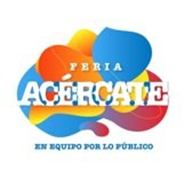 FERIA
ACÉRCATE
EN EQUIPO POR LO PÚBLICO